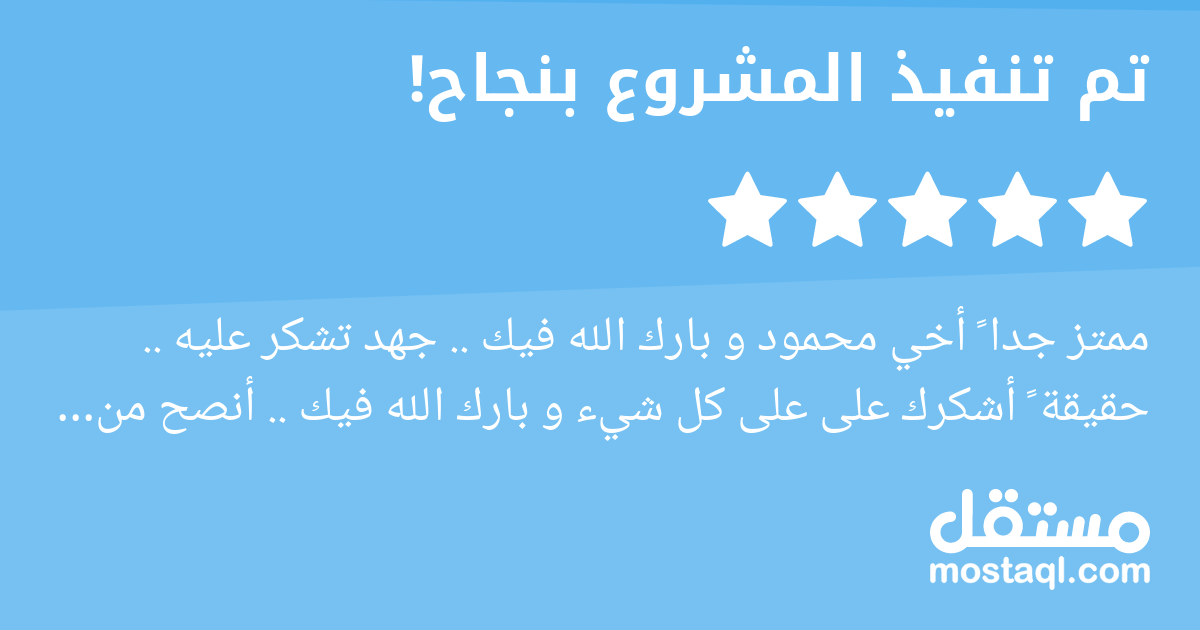 تم تنفيذ المشروع بنجاح!
ممتز جداً أخي محمود و بارك الله فيك .. جهد تشكر عليه ..
حقيقةً أشكرك على على كل شيء و بارك الله فيك .. أنصح من...
مستقل
mostaql.com